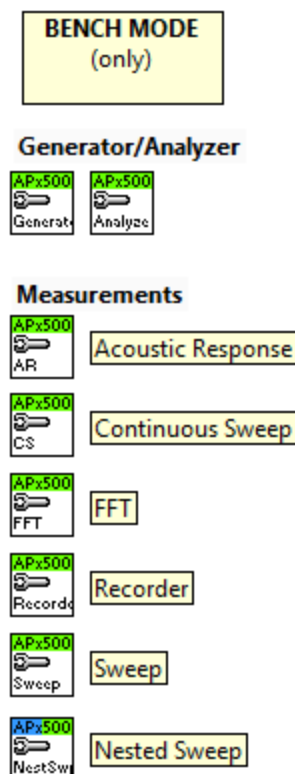 BENCH MODE
(only)
Generator/Analyzer
APx500 APx500
Generat Analyze
Measurements
APx500
AR
Acoustic Response
APx500
CS
Continuous Sweep
APx500
FFT
FFT
APx500
Recorde
Recorder
APx500
Sweep
Sweep
APx500
NestSw
Nested Sweep